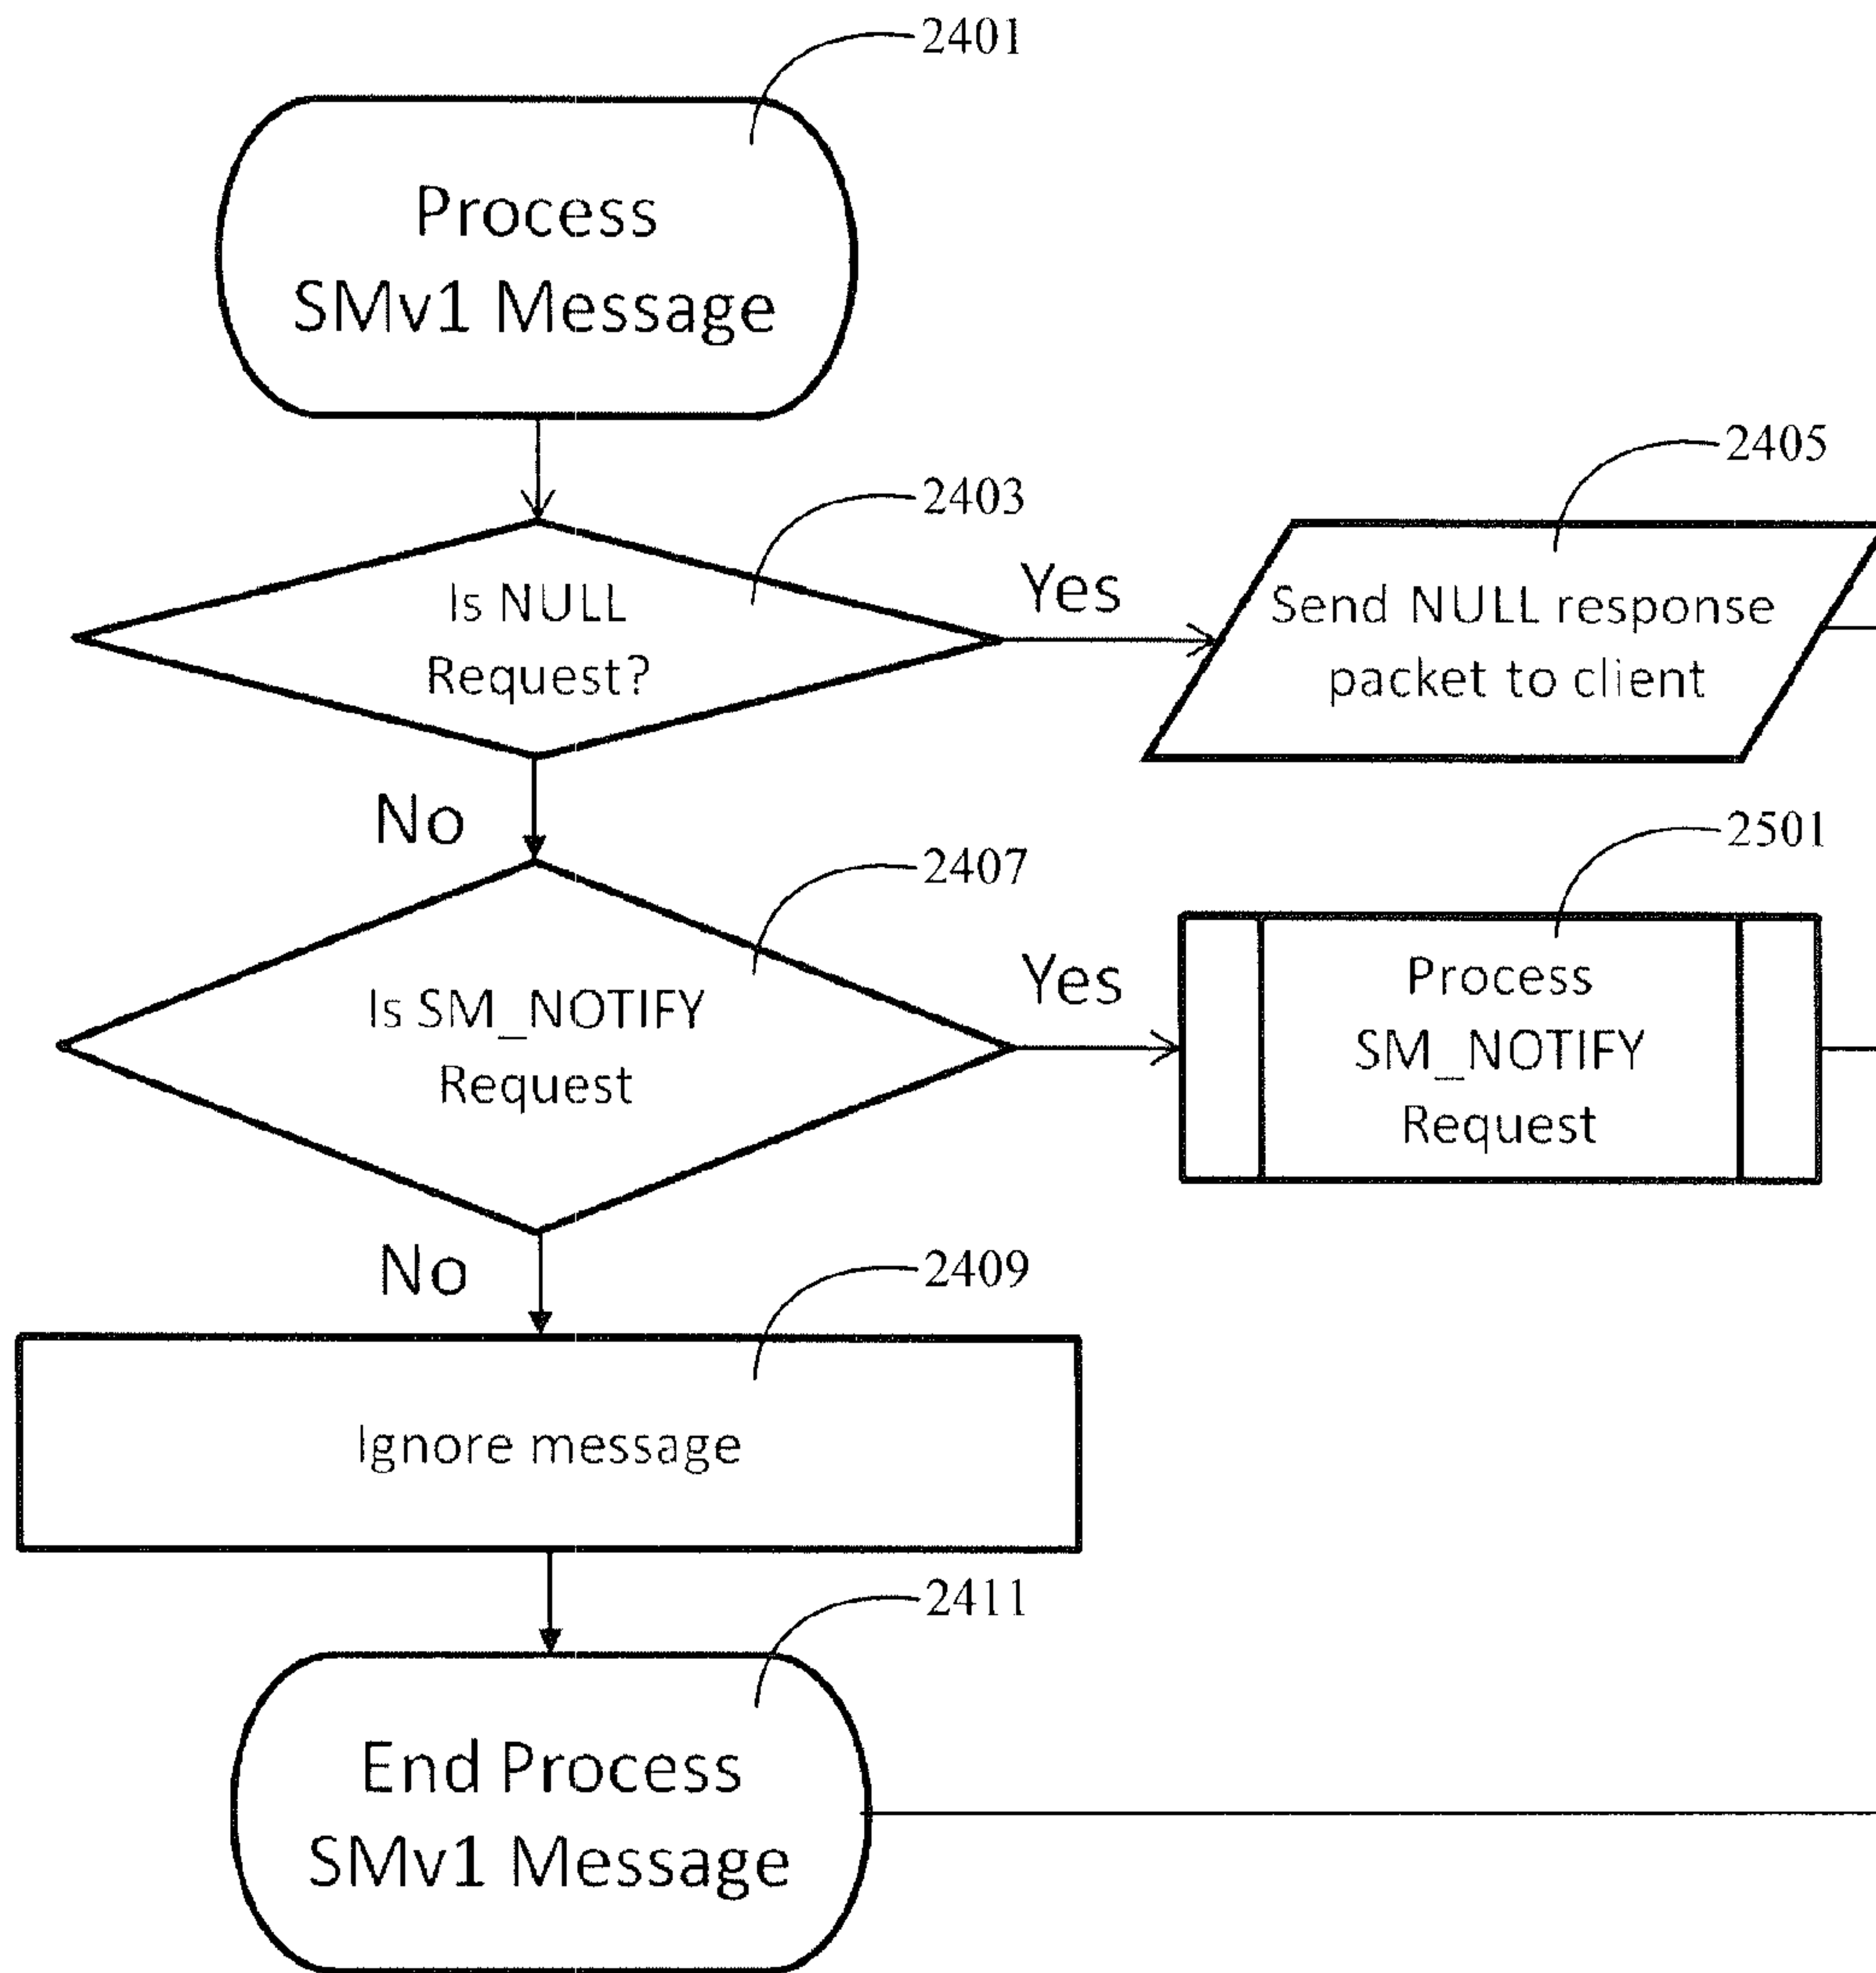 2401
Process
SMv1 Message
2403
Is NULL
Request?
Yes
2405
Send NULL response
packet to client
No
2407
Is SM_NOTIFY
Request
Yes
2501
Process
SM_NOTIFY
Request
No
2409
Ignore message
2411
End Process
SMv1 Message